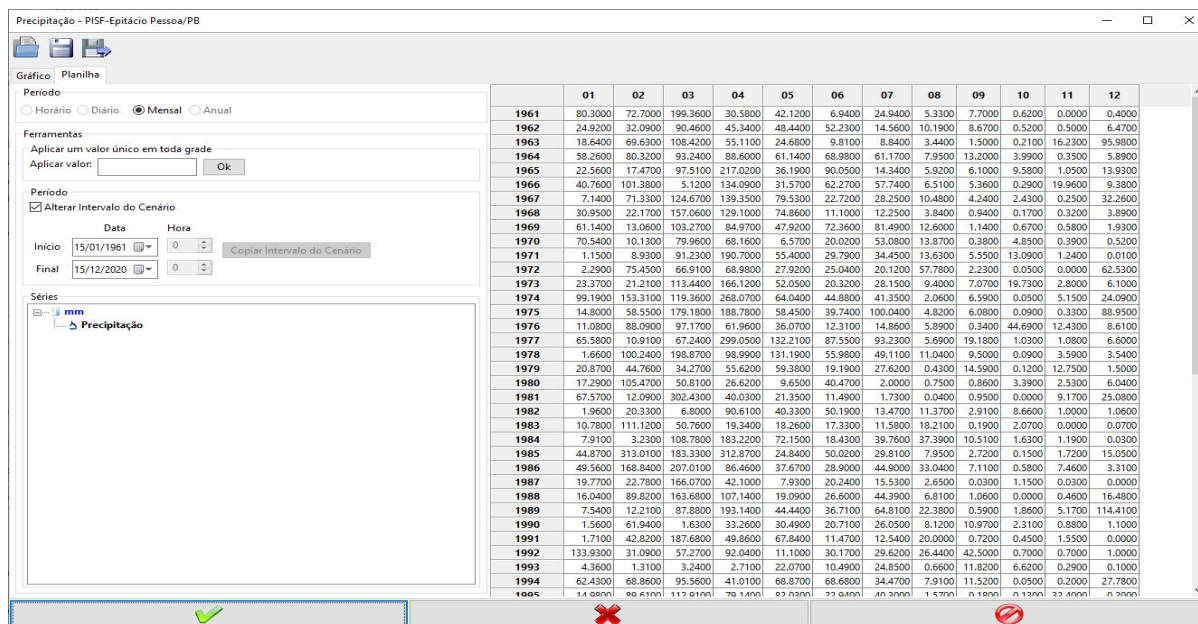 Precipitação - PISF-Epitácio Pessoa/PB
Gráfico Planilha
Período
Horário Diário Mensal Anual
Ferramentas
Aplicar um valor único em toda grade
Aplicar valor: Ok
Período
Alterar Intervalo do Cenário
Data Hora
Início 15/01/1961 0 Copiar Intervalo do Cenário
Final 15/12/2020 0
Séries
mm
Precipitação
01 02 03 04 05 06 07 08 09 10 11 12
1961 80.3000 72.7000 199.3600 30.5800 42.1200 6.9400 24.9400 5.3300 7.7000 0.6200 0.0000 0.4000
1962 24.9200 32.0900 90.4600 45.3400 48.4400 52.2300 14.5600 10.1900 8.6700 0.5200 0.5000 6.4700
1963 18.6400 69.6300 108.4200 55.1100 24.6800 9.8100 8.8400 3.4400 1.5000 0.2100 16.2300 95.9800
1964 58.2600 80.3200 93.2400 88.6000 61.1400 68.9800 61.1700 7.9500 13.2000 3.9900 0.3500 5.8900
1965 22.5600 17.4700 97.5100 217.0200 36.1900 90.0500 14.3400 5.9200 6.1000 9.5800 1.0500 13.9300
1966 40.7600 101.3800 5.1200 134.0900 31.5700 62.2700 57.7400 6.5100 5.3600 0.2900 19.9600 9.3800
1967 7.1400 71.3300 124.6700 139.3500 79.5300 22.7200 28.2500 10.4800 4.2400 2.4300 0.2500 32.2600
1968 30.9500 22.1700 157.0600 129.1000 74.8600 11.1000 12.2500 3.8400 0.9400 0.1700 0.3200 3.8900
1969 61.1400 13.0600 103.2700 84.9700 47.9200 72.3600 81.4900 12.6000 1.1400 0.6700 0.5800 1.9300
1970 70.5400 10.1300 79.9600 68.1600 6.5700 20.0200 53.0800 13.8700 0.3800 4.8500 0.3900 0.5200
1971 1.1500 8.9300 91.2300 190.7000 55.4000 29.7900 34.4500 13.6300 5.5500 13.0900 1.2400 0.0100
1972 2.2900 75.4500 66.9100 68.9800 27.9200 25.0400 20.1200 57.7800 2.2300 0.0500 0.0000 62.5300
1973 23.3700 21.2100 113.4400 166.1200 52.0500 20.3200 28.1500 9.4000 7.0700 19.7300 2.8000 6.1000
1974 99.1900 153.3100 119.3600 268.0700 64.0400 44.8800 41.3500 2.0600 6.5900 0.0500 5.1500 24.0900
1975 14.8000 58.5500 179.1800 188.7800 58.4500 39.7400 100.0400 4.8200 6.0800 0.0900 0.3300 88.9500
1976 11.0800 88.0900 97.1700 61.9600 36.0700 12.3100 14.8600 5.8900 0.3400 44.6900 12.4300 8.6100
1977 65.5800 10.9100 67.2400 299.0500 132.2100 87.5500 93.2300 5.6900 19.1800 1.0300 1.0800 6.6000
1978 1.6600 100.2400 198.8700 98.9900 131.1900 55.9800 49.1100 11.0400 9.5000 0.0900 3.5900 3.5400
1979 20.8700 44.7600 34.2700 55.6200 59.3800 19.1900 27.6200 0.4300 14.5900 0.1200 12.7500 1.5000
1980 17.2900 105.4700 50.8100 26.6200 9.6500 40.4700 2.0000 0.7500 0.8600 3.3900 2.5300 6.0400
1981 67.5700 12.0900 302.4300 40.0300 21.3500 11.4900 1.7300 0.0400 0.9500 0.0000 9.1700 25.0800
1982 1.9600 20.3300 6.8000 90.6100 40.3300 50.1900 13.4700 11.3700 2.9100 8.6600 1.0000 1.0600
1983 10.7800 111.1200 50.7600 19.3400 18.2600 17.3300 11.5800 18.2100 0.1900 2.0700 0.0000 0.0700
1984 7.9100 3.2300 108.7800 183.2200 72.1500 18.4300 39.7600 37.3900 10.5100 1.6300 1.1900 0.0300
1985 44.8700 313.0100 183.3300 312.8700 24.8400 50.0200 29.8100 7.9500 2.7200 0.1500 1.7200 15.0500
1986 49.5600 168.8400 207.0100 86.4600 37.6700 28.9000 44.9000 33.0400 7.1100 0.5800 7.4600 3.3100
1987 19.7700 22.7800 166.0700 42.1000 7.9300 20.2400 15.5300 2.6500 0.0300 1.1500 0.0300 0.0000
1988 16.0400 89.8200 163.6800 107.1400 19.0900 26.6000 44.3900 6.8100 1.0600 0.0000 0.4600 16.4800
1989 7.5400 12.2100 87.8800 193.1400 44.4400 36.7100 64.8100 22.3800 0.5900 1.8600 5.1700 114.4100
1990 1.5600 61.9400 1.6300 33.2600 30.4900 20.7100 26.0500 8.1200 10.9700 2.3100 0.8800 1.1000
1991 1.7100 42.8200 187.6800 49.8600 67.8400 11.4700 12.5400 20.0000 0.7200 0.4500 1.5500 0.0000
1992 133.9300 31.0900 57.2700 92.0400 11.1000 30.1700 29.6200 26.4400 42.5000 0.7000 0.7000 1.0000
1993 4.3600 1.3100 3.2400 2.7100 22.0700 10.4900 24.8500 0.6600 11.8200 6.6200 0.2900 0.1000
1994 62.4300 68.8600 95.5600 41.0100 68.8700 68.6800 34.4700 7.9100 11.5200 0.0500 0.2000 27.7800
1995 14.9800 89.6100 112.9100 79.1400 82.0300 22.9400 40.3000 1.5700 0.1800 0.1300 32.4000 0.2000